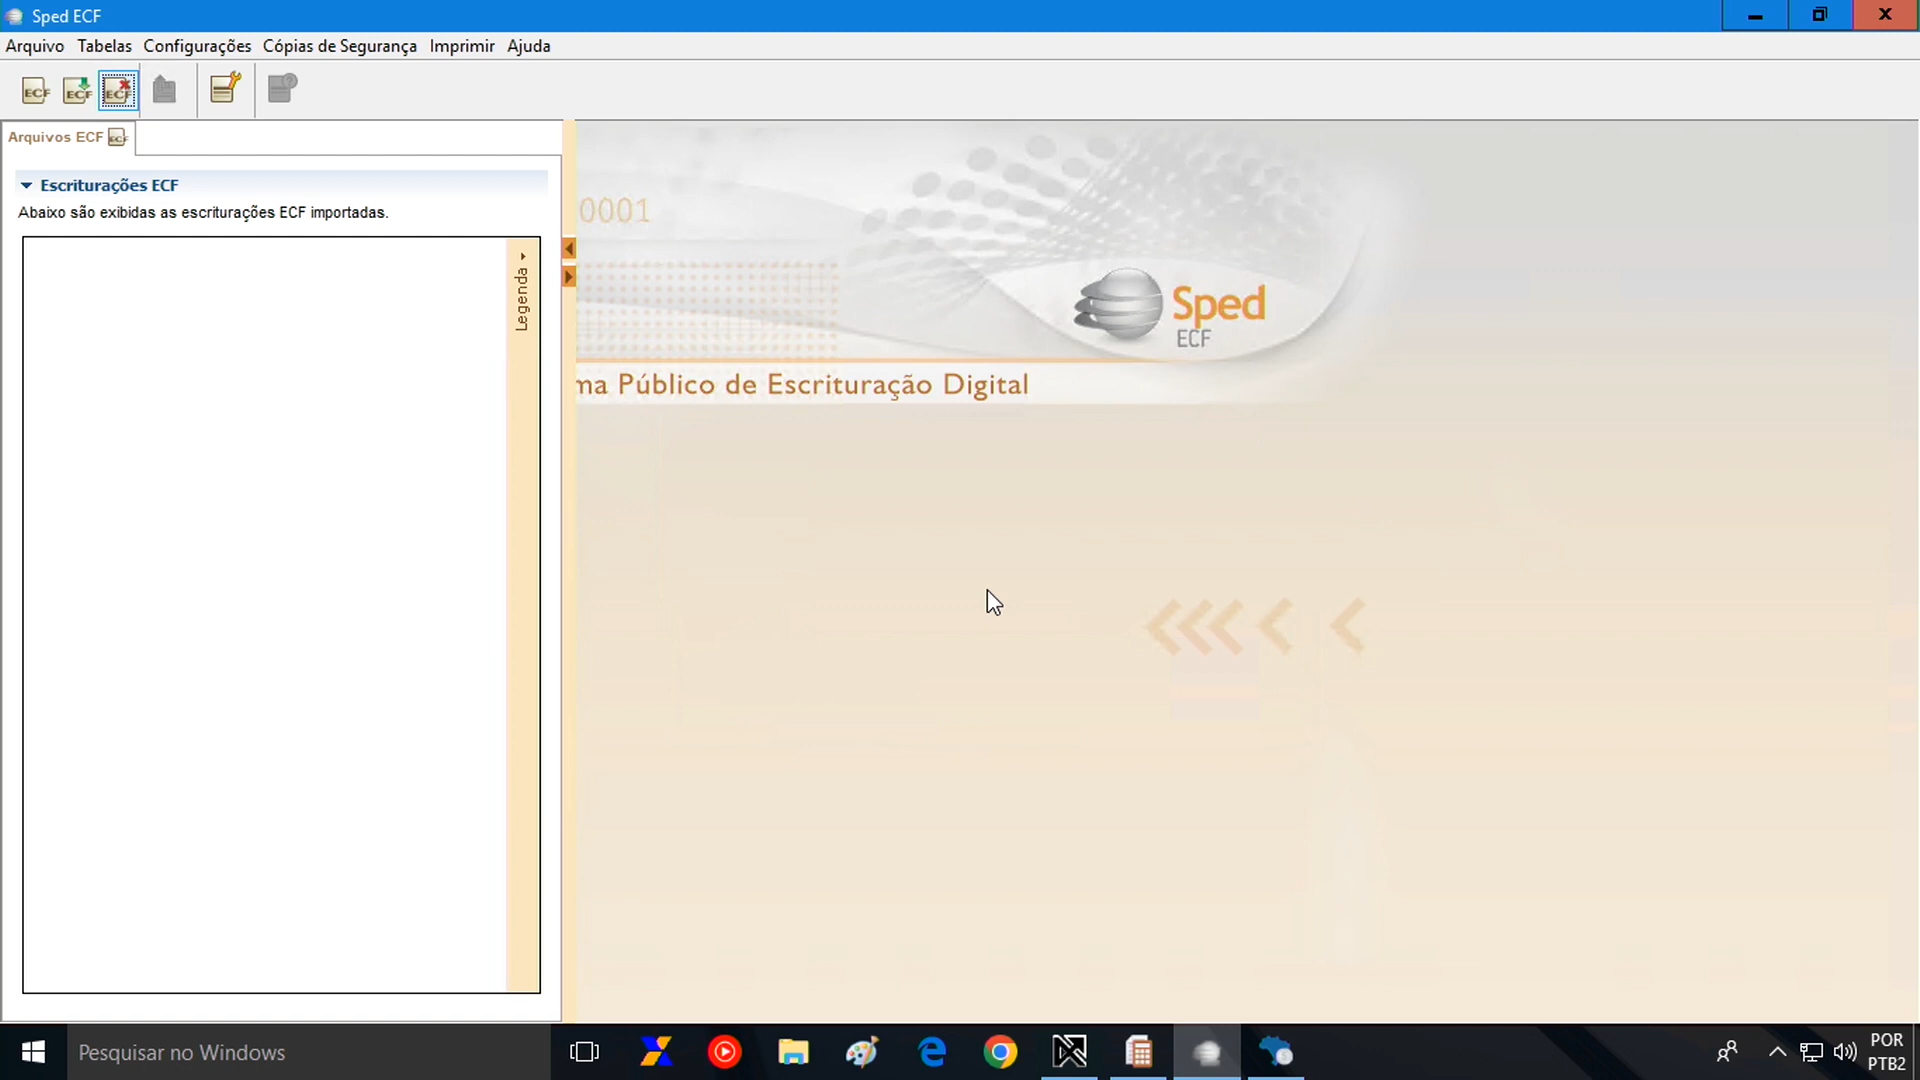 Sped ECF
Arquivo Tabelas Configurações Cópias de Segurança Imprimir Ajuda
ECF ECF ECF
Arquivos ECF ECF
Escriturações ECF
Abaixo são exibidas as escriturações ECF importadas.
Legenda
0001
Sped
ECF
ma Público de Escrituração Digital
Pesquisar no Windows
POR
PTB2